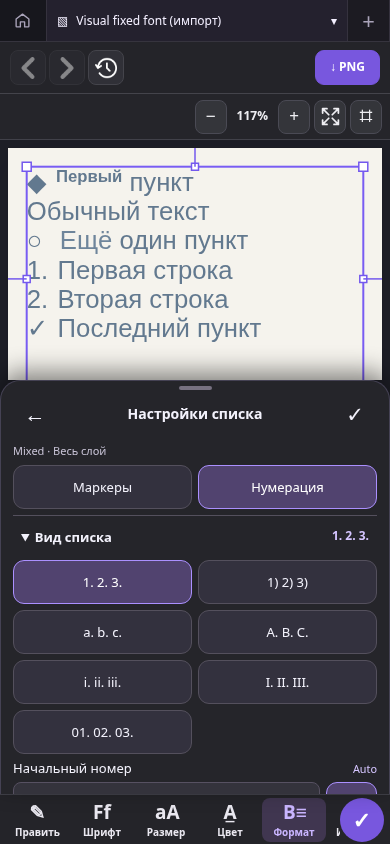 Visual fixed font (импорт)
↓ PNG
− 117% +
◆ Первый пункт
Обычный текст
○ Ещё один пункт
1. Первая строка
2. Вторая строка
✓ Последний пункт
← Настройки списка ✓
Mixed · Весь слой
Маркеры Нумерация
▼ Вид списка 1. 2. 3.
1. 2. 3. 1) 2) 3)
a. b. c. A. B. C.
i. ii. iii. I. II. III.
01. 02. 03.
Начальный номер Auto
✎ Ff aA A B≡
Править Шрифт Размер Цвет Формат